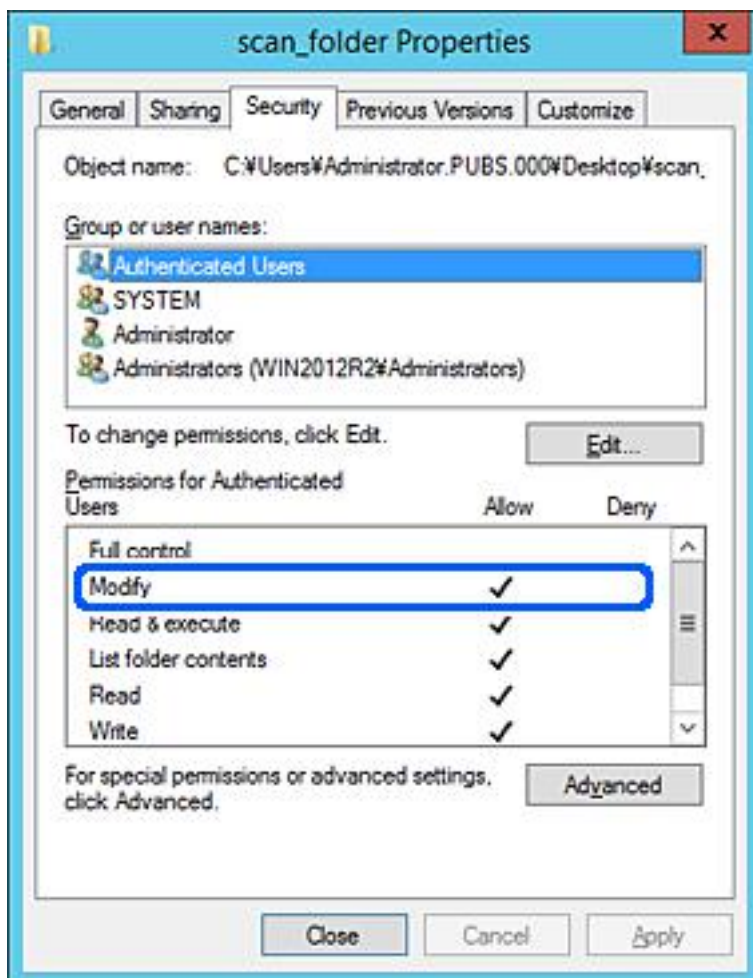 scan_folder Properties
General Sharing Security Previous Versions Customize
Object name: C:¥Users¥Administrator.PUBS.000¥Desktop¥scan_
Group or user names:
Authenticated Users
SYSTEM
Administrator
Administrators (WIN2012R2¥Administrators)
To change permissions, click Edit.
Edit...
Permissions for Authenticated
Users Allow Deny
Full control
Modify
Read & execute
List folder contents
Read
Write
For special permissions or advanced settings,
click Advanced.
Advanced
Close Cancel Apply